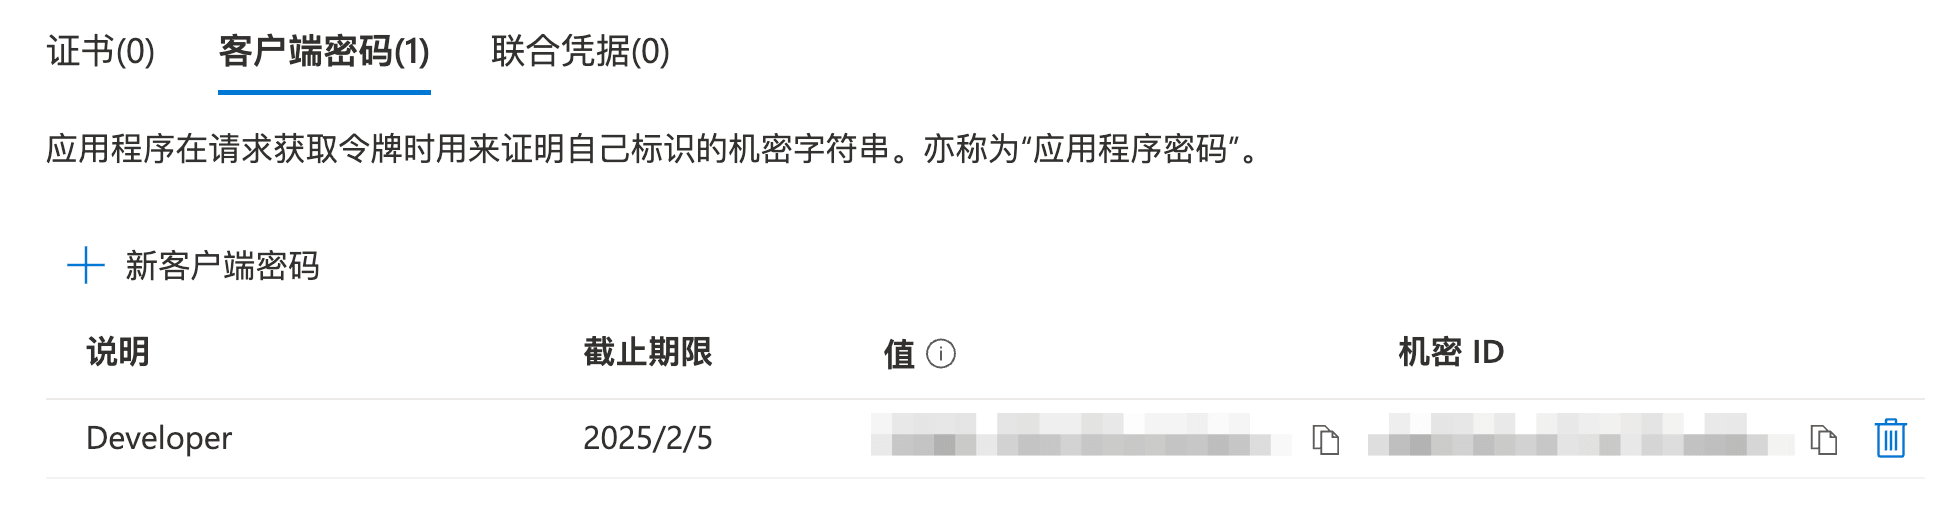 证书(0) 客户端密码(1) 联合凭据(0)
应用程序在请求获取令牌时用来证明自己标识的机密字符串。亦称为“应用程序密码”。
新客户端密码
说明 截止期限 值 机密 ID
Developer 2025/2/5